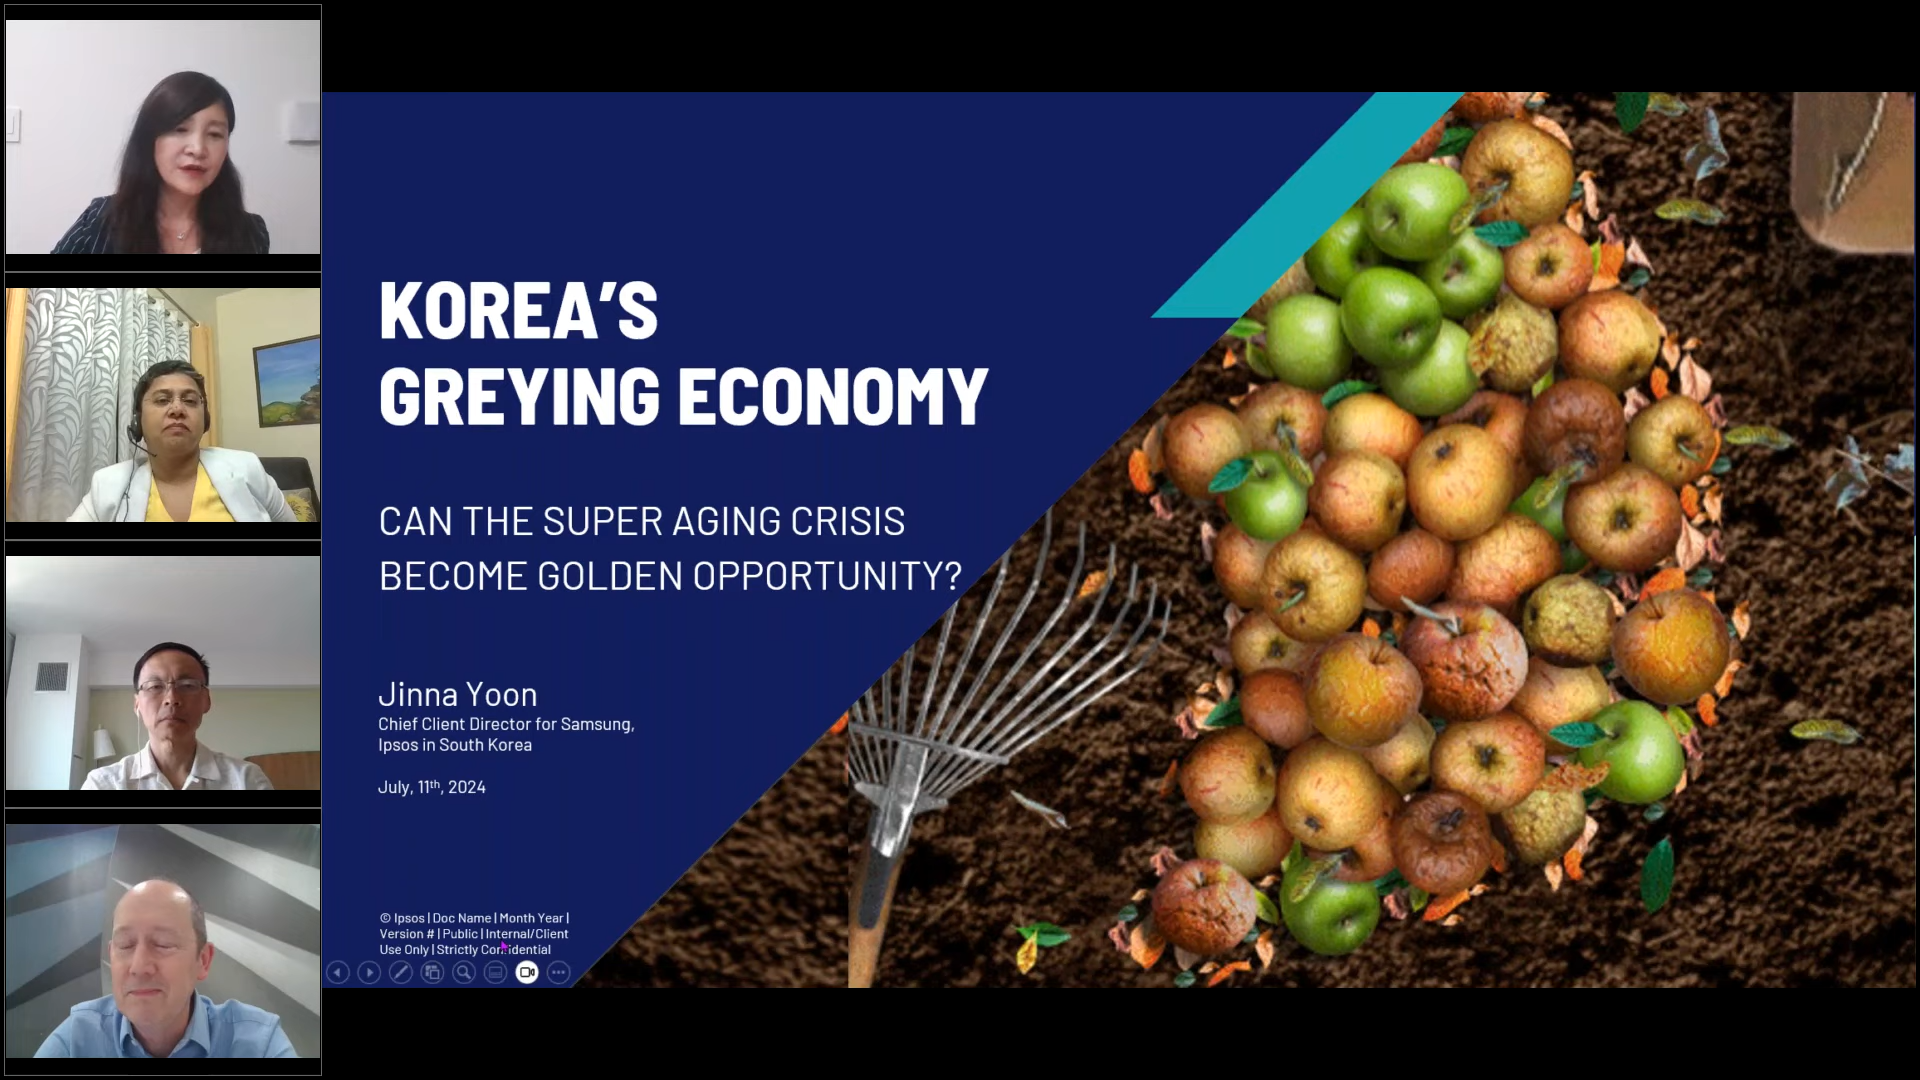 KOREA’S
GREYING ECONOMY
CAN THE SUPER AGING CRISIS
BECOME GOLDEN OPPORTUNITY?
Jinna Yoon
Chief Client Director for Samsung,
Ipsos in South Korea
July, 11th, 2024
© Ipsos | Doc Name | Month Year |
Version # | Public | Internal/Client
Use Only | Strictly Confidential